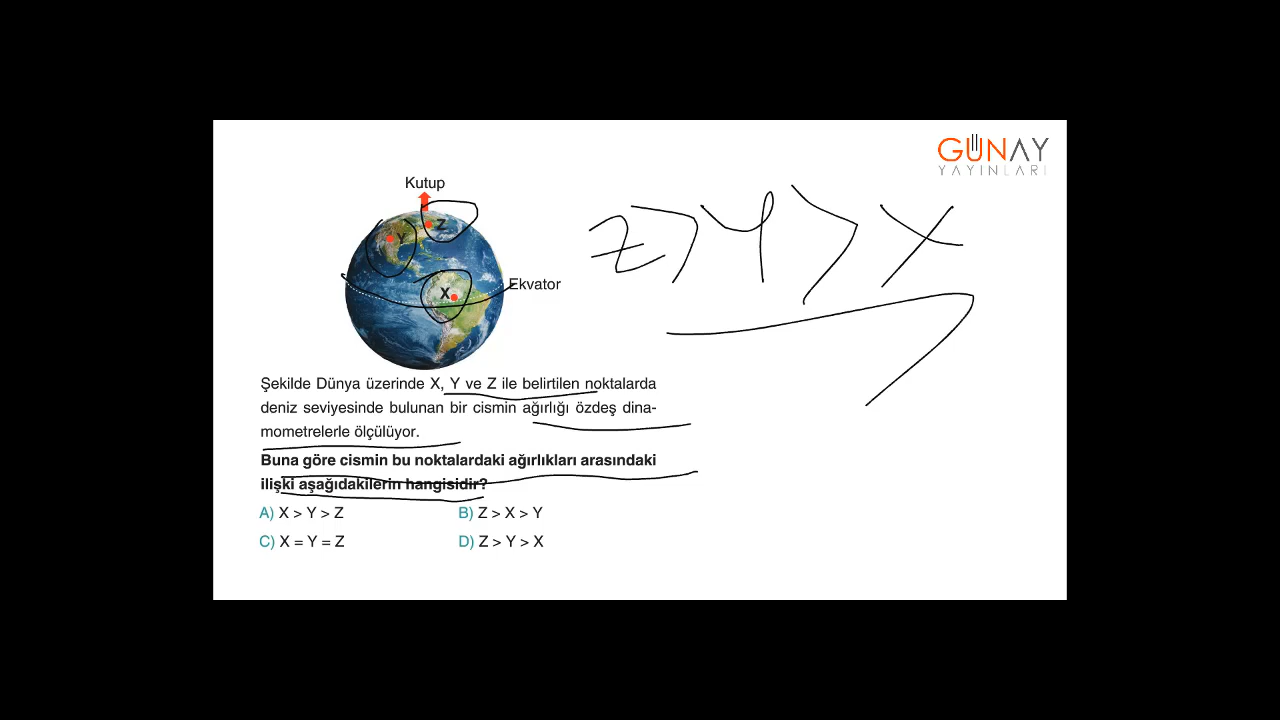 GÜNAY
YAYINLARI
Kutup
Z
Y
X
Ekvator
Z > Y > X
Şekilde Dünya üzerinde X, Y ve Z ile belirtilen noktalarda
deniz seviyesinde bulunan bir cismin ağırlığı özdeş dina-
mometrelerle ölçülüyor.
Buna göre cismin bu noktalardaki ağırlıkları arasındaki
ilişki aşağıdakilerin hangisidir?
A) X > Y > Z
B) Z > X > Y
C) X = Y = Z
D) Z > Y > X